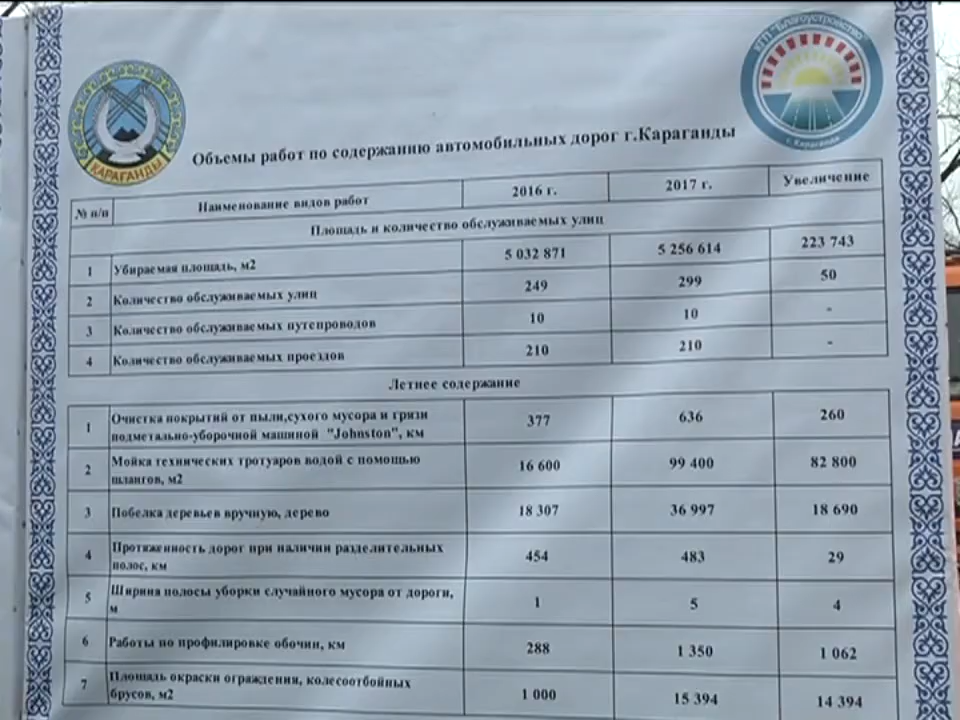 КГП "Благоустройство
г. Караганда
КАРАГАНДЫ
Объемы работ по содержанию автомобильных дорог г.Караганды
№ п/п Наименование видов работ 2016 г. 2017 г. Увеличение
Площадь и количество обслуживаемых улиц
1 Убираемая площадь, м2 5 032 871 5 256 614 223 743
2 Количество обслуживаемых улиц 249 299 50
3 Количество обслуживаемых путепроводов 10 10 -
4 Количество обслуживаемых проездов 210 210 -
Летнее содержание
1 Очистка покрытий от пыли,сухого мусора и грязи 377 636 260
подметально-уборочной машиной "Johnston", км
2 Мойка технических тротуаров водой с помощью 16 600 99 400 82 800
шлангов, м2
3 Побелка деревьев вручную, дерево 18 307 36 997 18 690
4 Протяженность дорог при наличии разделительных 454 483 29
полос, км
5 Ширина полосы уборки случайного мусора от дороги, 1 5 4
м
6 Работы по профилировке обочин, км 288 1 350 1 062
7 Площадь окраски ограждения, колесоотбойных 1 000 15 394 14 394
брусов, м2